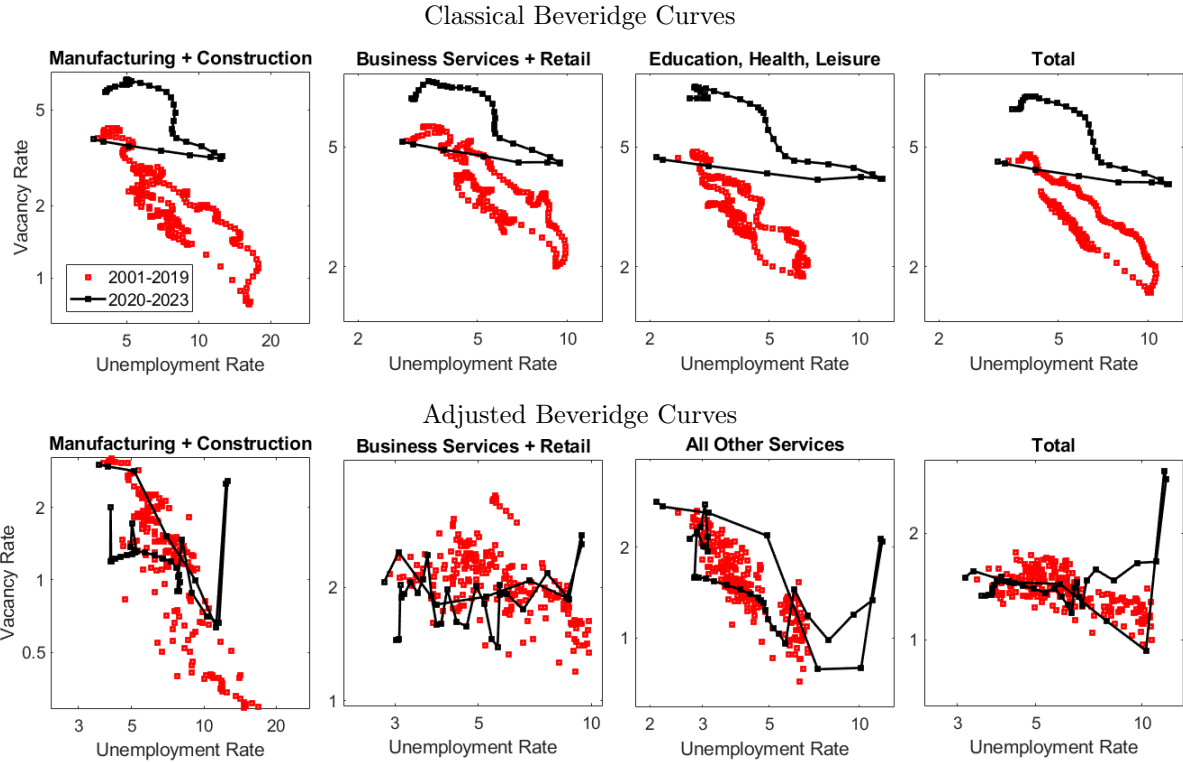 Classical Beveridge Curves
Manufacturing + Construction
Business Services + Retail
Education, Health, Leisure
Total
Vacancy Rate
5
2
1
2001-2019
2020-2023
5 10 20
Unemployment Rate
5
2
2 5 10
Unemployment Rate
5
2
2 5 10
Unemployment Rate
5
2
2 5 10
Unemployment Rate
Adjusted Beveridge Curves
Manufacturing + Construction
Business Services + Retail
All Other Services
Total
Vacancy Rate
2
1
0.5
3 5 10 20
Unemployment Rate
2
1
3 5 10
Unemployment Rate
2
1
2 3 5 10
Unemployment Rate
2
1
3 5 10
Unemployment Rate